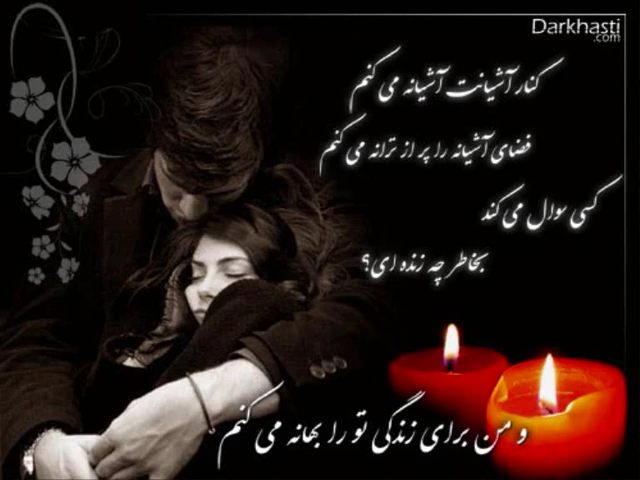 Darkhasti
.com
کنار آشیانت آشیانه می کنم
فضای آشیانه را پر از ترانه می کنم
کسی سوال می کند
بخاطر چه زنده ای؟
و من برای زندگی تو را بهانه می کنم